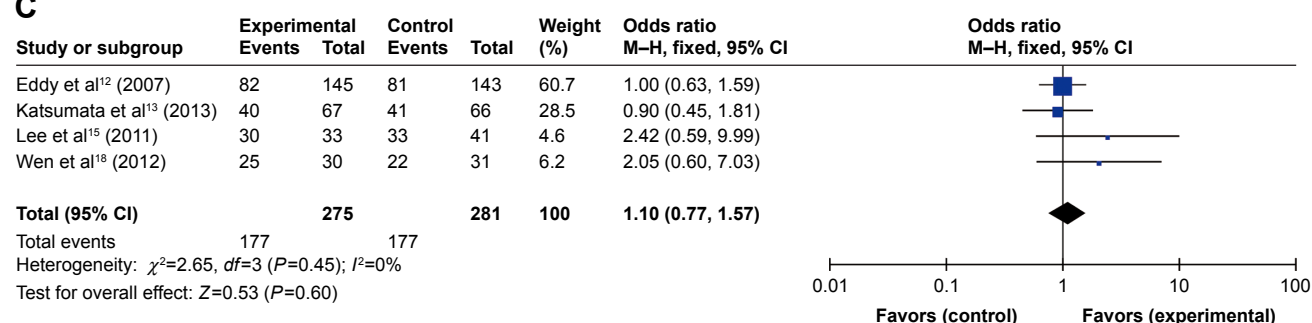 C
Experimental Control Weight Odds ratio Odds ratio
Study or subgroup Events Total Events Total (%) M–H, fixed, 95% CI M–H, fixed, 95% CI
Eddy et al¹² (2007) 82 145 81 143 60.7 1.00 (0.63, 1.59)
Katsumata et al¹³ (2013) 40 67 41 66 28.5 0.90 (0.45, 1.81)
Lee et al¹⁵ (2011) 30 33 33 41 4.6 2.42 (0.59, 9.99)
Wen et al¹⁸ (2012) 25 30 22 31 6.2 2.05 (0.60, 7.03)
Total (95% CI) 275 281 100 1.10 (0.77, 1.57)
Total events 177 177
Heterogeneity: χ²=2.65, df=3 (P=0.45); I²=0%
Test for overall effect: Z=0.53 (P=0.60)
0.01 0.1 1 10 100
Favors (control) Favors (experimental)